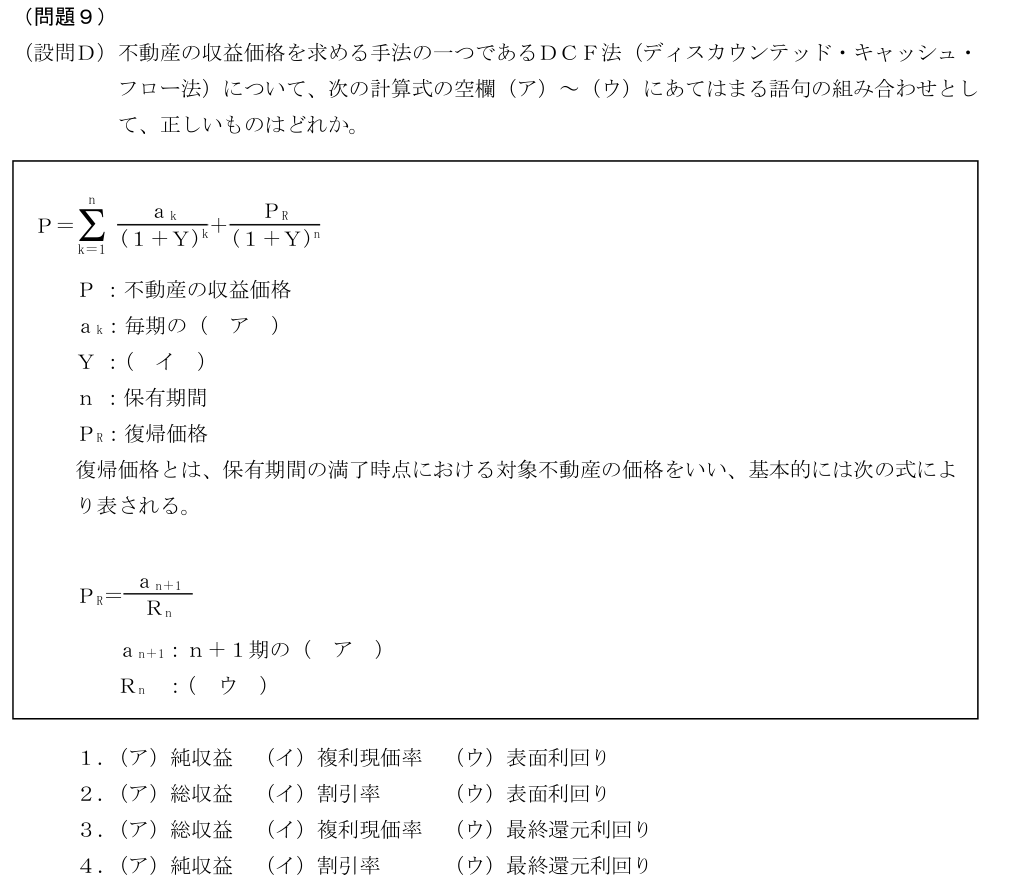 （問題９）
（設問Ｄ）不動産の収益価格を求める手法の一つであるＤＣＦ法（ディスカウンテッド・キャッシュ・
フロー法）について、次の計算式の空欄（ア）～（ウ）にあてはまる語句の組み合わせとし
て、正しいものはどれか。
P＝∑[k=1→n] a k/(1＋Y)^k＋P R/(1＋Y)^n
Ｐ：不動産の収益価格
ａｋ：毎期の（　ア　）
Ｙ：（　イ　）
ｎ：保有期間
ＰＲ：復帰価格
復帰価格とは、保有期間の満了時点における対象不動産の価格をいい、基本的には次の式によ
り表される。
P R＝a n+1/R n
ａ n+1：ｎ＋１期の（　ア　）
Ｒ n：（　ウ　）
１．（ア）純収益　（イ）複利現価率　（ウ）表面利回り
２．（ア）総収益　（イ）割引率　（ウ）表面利回り
３．（ア）総収益　（イ）複利現価率　（ウ）最終還元利回り
４．（ア）純収益　（イ）割引率　（ウ）最終還元利回り